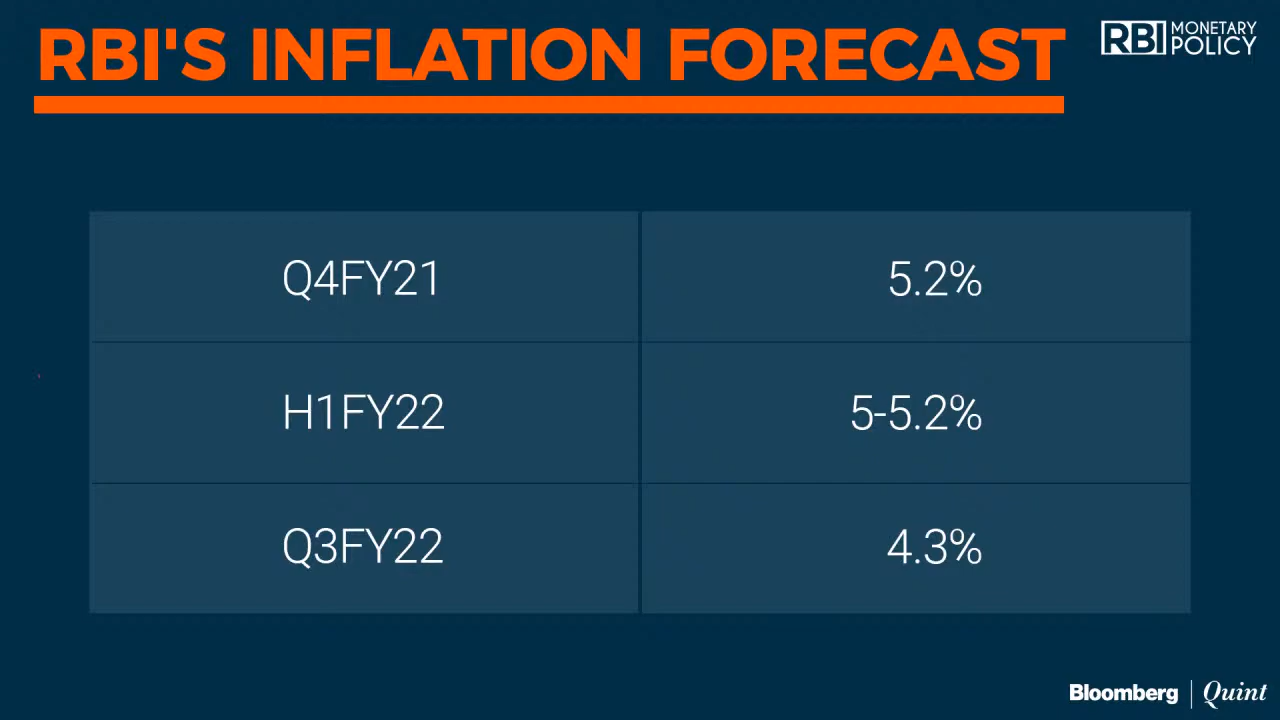 RBI'S INFLATION FORECAST
RBI MONETARY POLICY
Q4FY21 5.2%
H1FY22 5-5.2%
Q3FY22 4.3%
Bloomberg | Quint